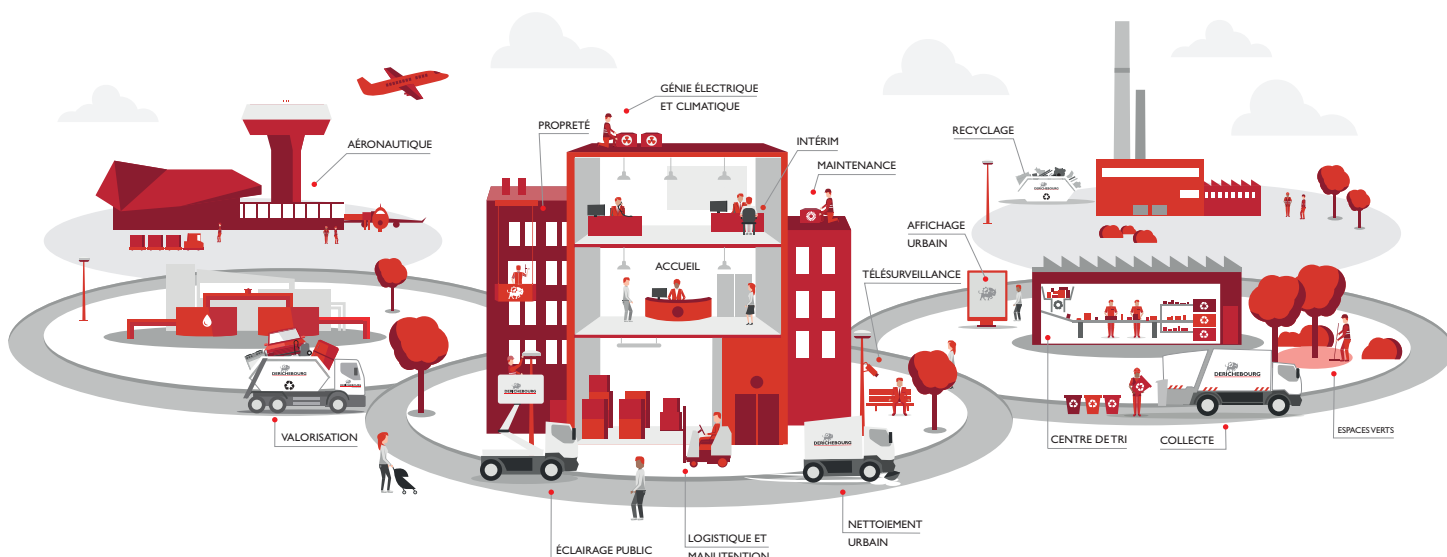 GÉNIE ÉLECTRIQUE
ET CLIMATIQUE
PROPRETÉ
AÉRONAUTIQUE
INTÉRIM
MAINTENANCE
RECYCLAGE
DERICHEBOURG
AFFICHAGE
URBAIN
ACCUEIL
TÉLÉSURVEILLANCE
DERICHEBOURG
DERICHEBOURG
DERICHEBOURG
VALORISATION
CENTRE DE TRI
COLLECTE
ESPACES VERTS
ÉCLAIRAGE PUBLIC
LOGISTIQUE ET
MANUTENTION
NETTOIEMENT
URBAIN